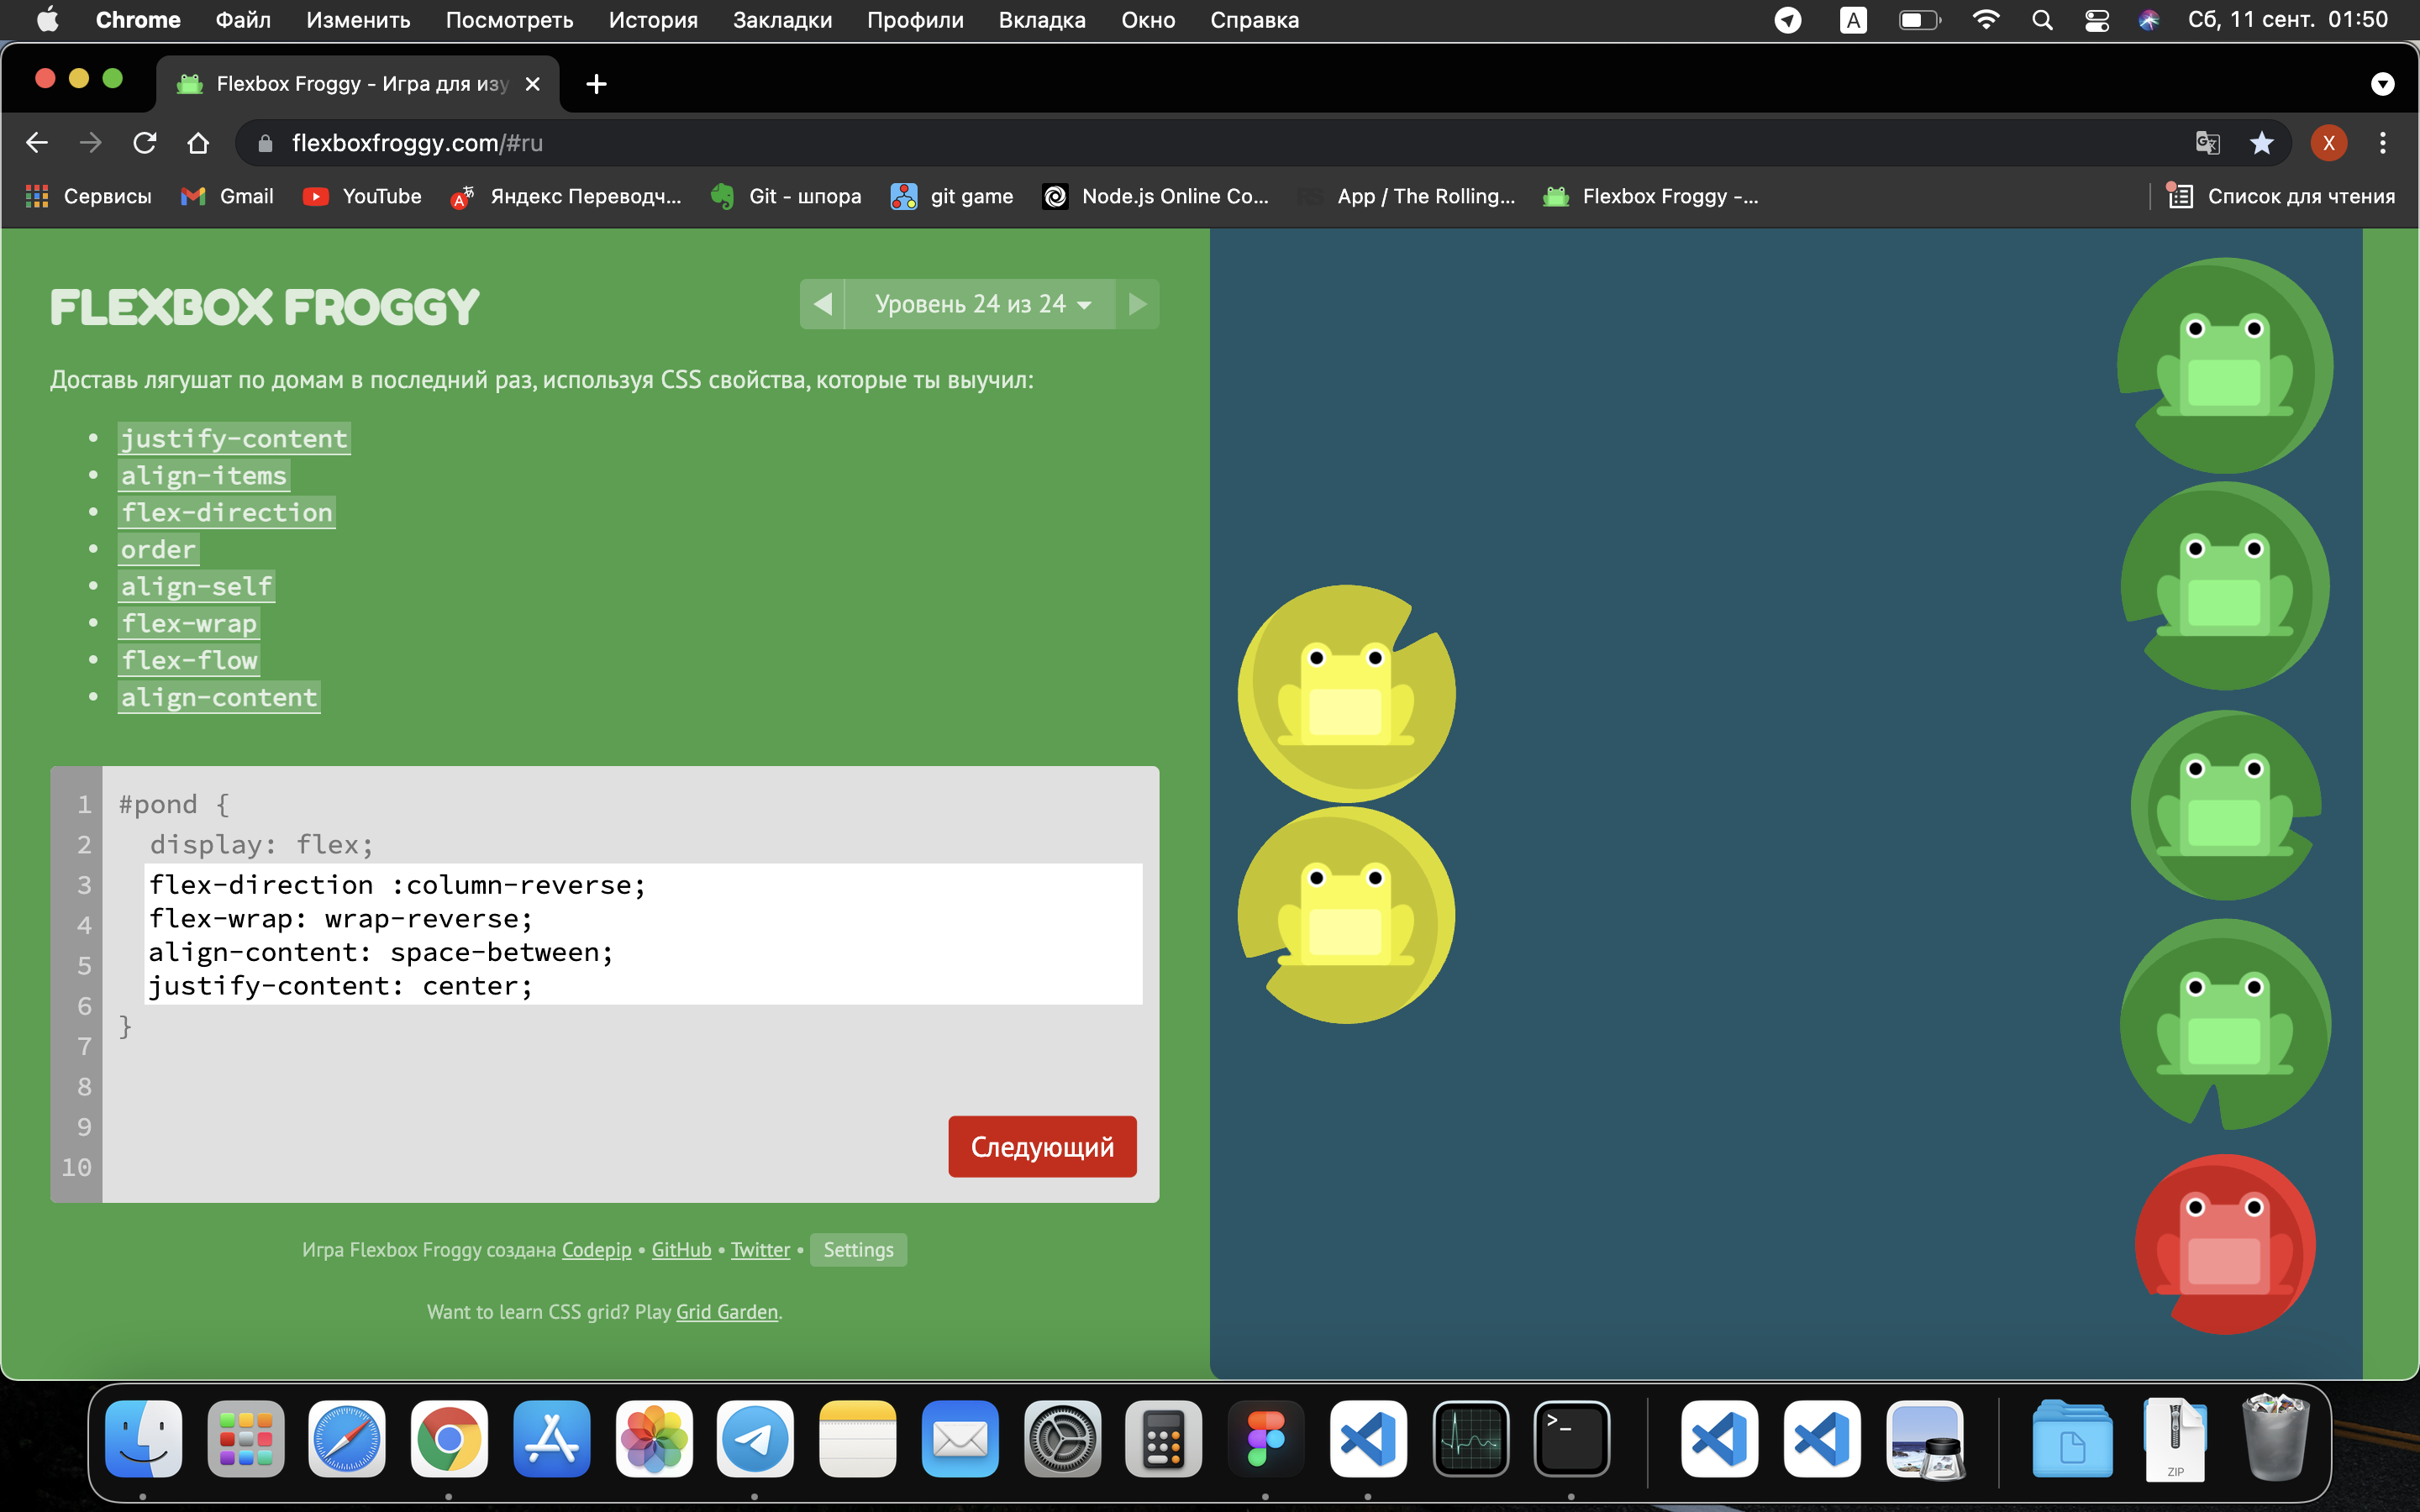 Chrome Файл Изменить Посмотреть История Закладки Профили Вкладка Окно Справка A Сб, 11 сент. 01:50
Flexbox Froggy - Игра для изу
flexboxfroggy.com/#ru X
Сервисы Gmail YouTube Яндекс Переводч... Git - шпора git game Node.js Online Co... RS App / The Rolling... Flexbox Froggy -... Список для чтения
FLEXBOX FROGGY
Уровень 24 из 24
Доставь лягушат по домам в последний раз, используя CSS свойства, которые ты выучил:
justify-content
align-items
flex-direction
order
align-self
flex-wrap
flex-flow
align-content
1 #pond {
2 display: flex;
3 flex-direction :column-reverse;
4 flex-wrap: wrap-reverse;
5 align-content: space-between;
6 justify-content: center;
7 }
8
9
10
Следующий
Игра Flexbox Froggy создана Codepip • GitHub • Twitter • Settings
Want to learn CSS grid? Play Grid Garden.
ZIP